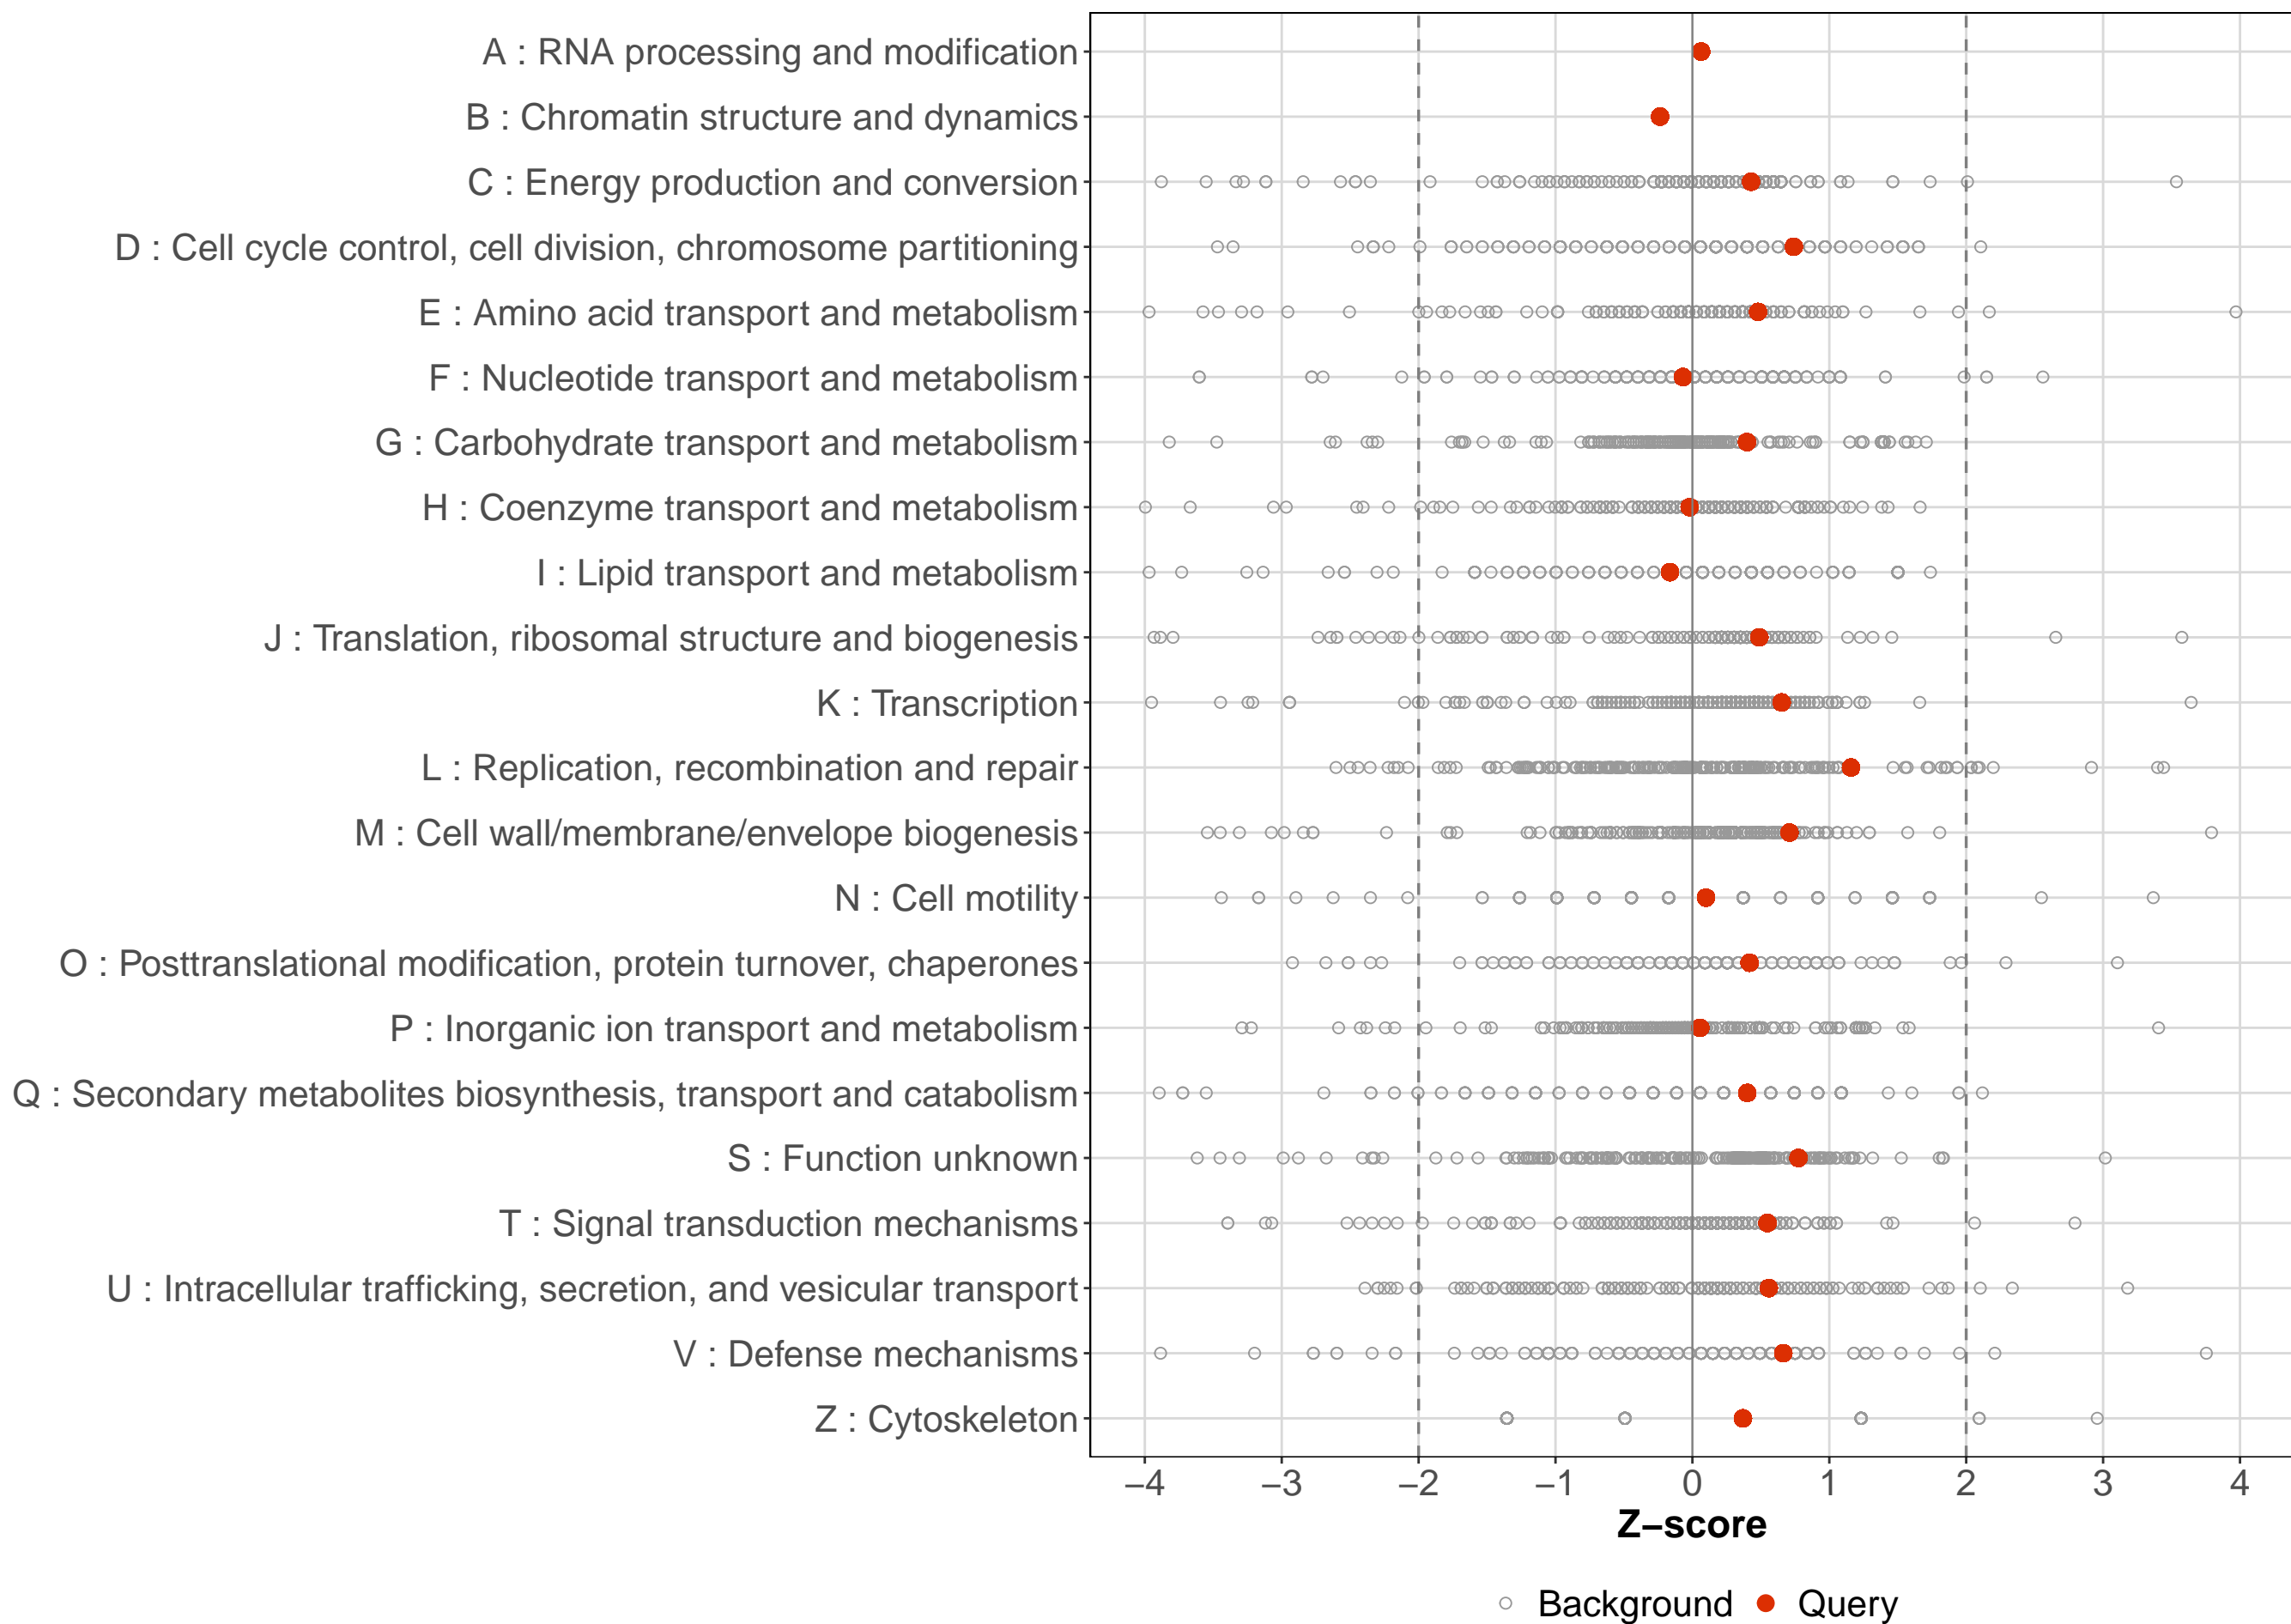 A : RNA processing and modification
B : Chromatin structure and dynamics
C : Energy production and conversion
D : Cell cycle control, cell division, chromosome partitioning
E : Amino acid transport and metabolism
F : Nucleotide transport and metabolism
G : Carbohydrate transport and metabolism
H : Coenzyme transport and metabolism
I : Lipid transport and metabolism
J : Translation, ribosomal structure and biogenesis
K : Transcription
L : Replication, recombination and repair
M : Cell wall/membrane/envelope biogenesis
N : Cell motility
O : Posttranslational modification, protein turnover, chaperones
P : Inorganic ion transport and metabolism
Q : Secondary metabolites biosynthesis, transport and catabolism
S : Function unknown
T : Signal transduction mechanisms
U : Intracellular trafficking, secretion, and vesicular transport
V : Defense mechanisms
Z : Cytoskeleton
−4 −3 −2 −1 0 1 2 3 4
Z−score
Background Query